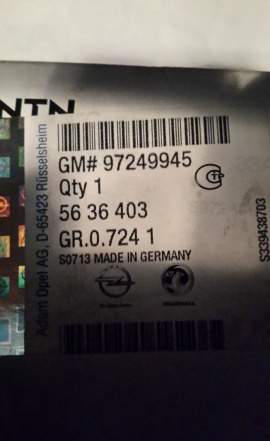 NTN
GM# 97249945
Qty 1
56 36 403
GR.0.724 1
S0713 MADE IN GERMANY
Adam Opel AG, D-65423 Rüsselsheim
S339438703